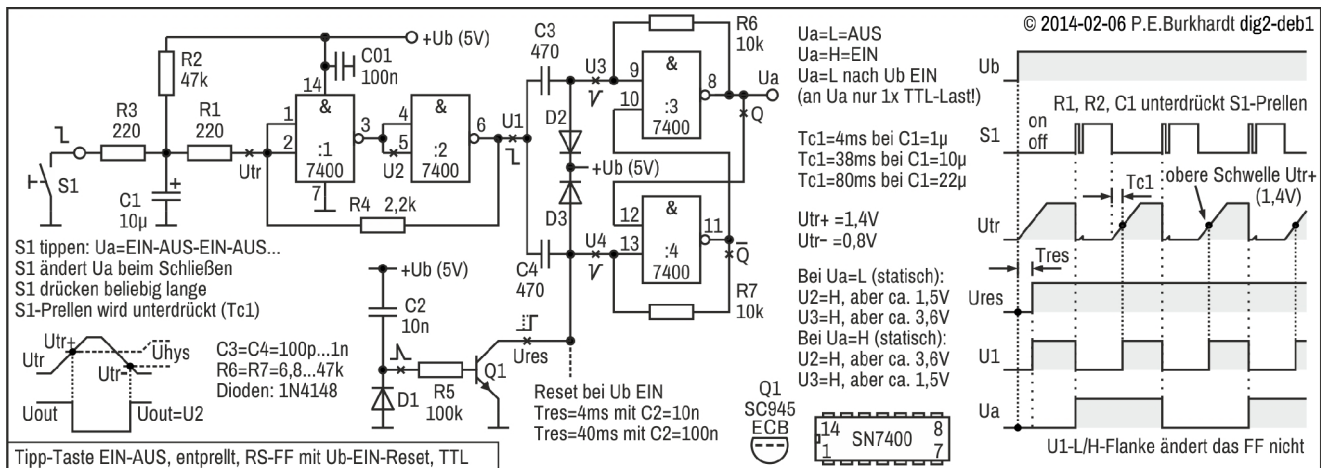 © 2014-02-06 P.E.Burkhardt dig2-deb1
+Ub (5V)
R2
47k
C01
100n
14
R3
220
R1
220
1
2
&
3
:1
7400
7
4
5
&
6
:2
7400
Utr
U2
U1
S1
C1
10µ
+
R4 2,2k
C3
470
U3
D2
+Ub (5V)
D3
C4
470
U4
R6
10k
9
10
&
8
:3
7400
Ua
Q
12
13
&
11
:4
7400
Q
R7
10k
S1 tippen: Ua=EIN-AUS-EIN-AUS...
S1 ändert Ua beim Schließen
S1 drücken beliebig lange
S1-Prellen wird unterdrückt (Tc1)
Utr+
Utr
Uhys
Utr-
Uout
Uout=U2
C3=C4=100p...1n
R6=R7=6,8...47k
Dioden: 1N4148
+Ub (5V)
C2
10n
D1
R5
100k
Q1
Ures
Reset bei Ub EIN
Tres=4ms mit C2=10n
Tres=40ms mit C2=100n
Ua=L=AUS
Ua=H=EIN
Ua=L nach Ub EIN
(an Ua nur 1x TTL-Last!)
Tc1=4ms bei C1=1µ
Tc1=38ms bei C1=10µ
Tc1=80ms bei C1=22µ
Utr+ =1,4V
Utr− =0,8V
Bei Ua=L (statisch):
U2=H, aber ca. 1,5V
U3=H, aber ca. 3,6V
Bei Ua=H (statisch):
U2=H, aber ca. 3,6V
U3=H, aber ca. 1,5V
Q1
SC945
ECB
14
8
SN7400
1
7
Ub
R1, R2, C1 unterdrückt S1-Prellen
S1
on
off
Tc1
obere Schwelle Utr+
(1,4V)
Utr
Tres
Ures
U1
Ua
U1-L/H-Flanke ändert das FF nicht
Tipp-Taste EIN-AUS, entprellt, RS-FF mit Ub-EIN-Reset, TTL